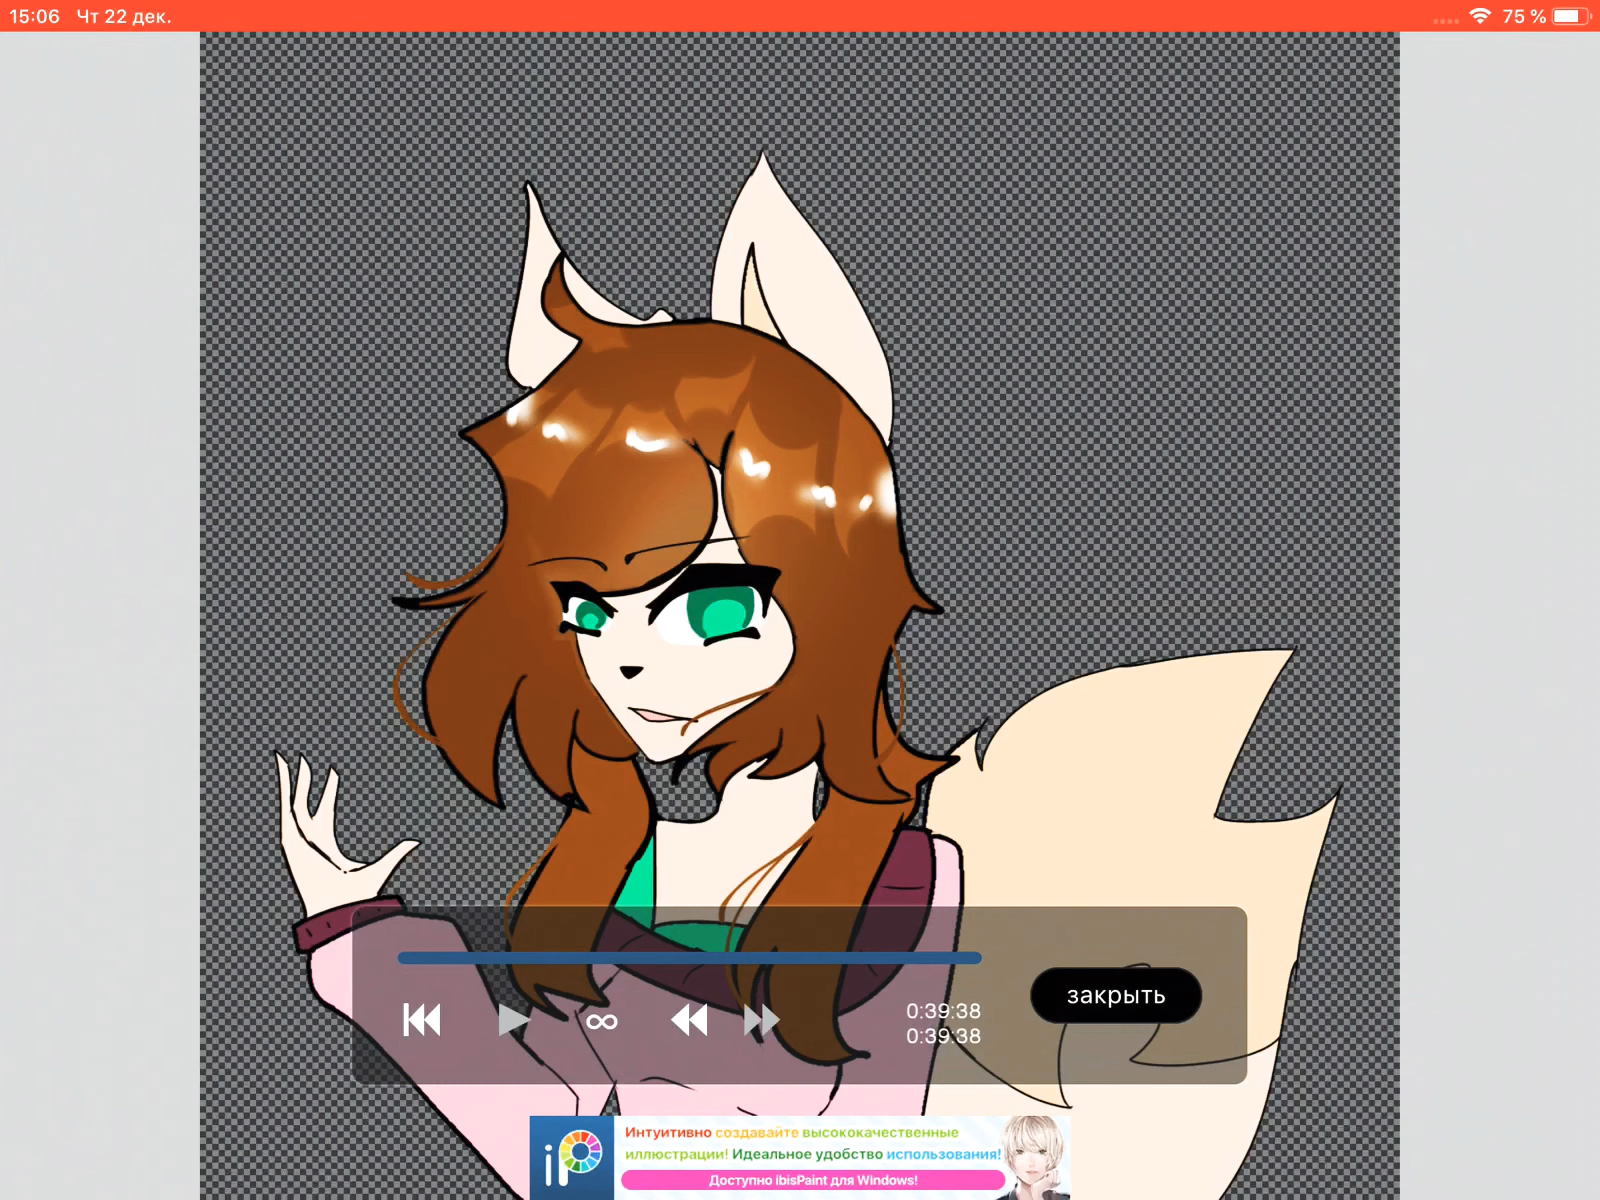 15:06 Чт 22 дек.
75 %
0:39:38
0:39:38
закрыть
iP
Интуитивно создавайте высококачественные
иллюстрации! Идеальное удобство использования!
Доступно ibisPaint для Windows!